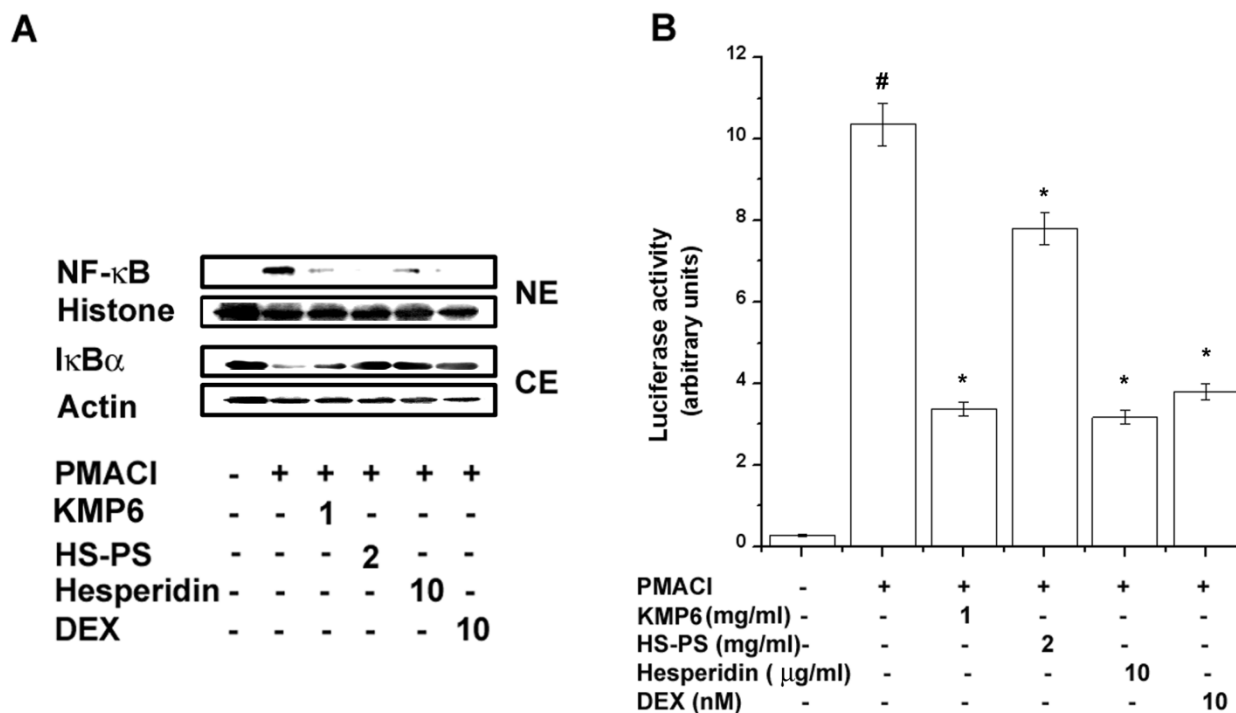 A
NF-κB
Histone
NE
IκBα
Actin
CE
PMACI - + + + + +
KMP6 - - 1 - - -
HS-PS - - - 2 - -
Hesperidin - - - - 10 -
DEX - - - - - 10
B
Luciferase activity
(arbitrary units)
12
10
8
6
4
2
0
#
*
*
*
*
PMACI - + + + + +
KMP6 (mg/ml) - - 1 - - -
HS-PS (mg/ml)- - - 2 - -
Hesperidin ( μg/ml) - - - - 10 -
DEX (nM) - - - - - 10